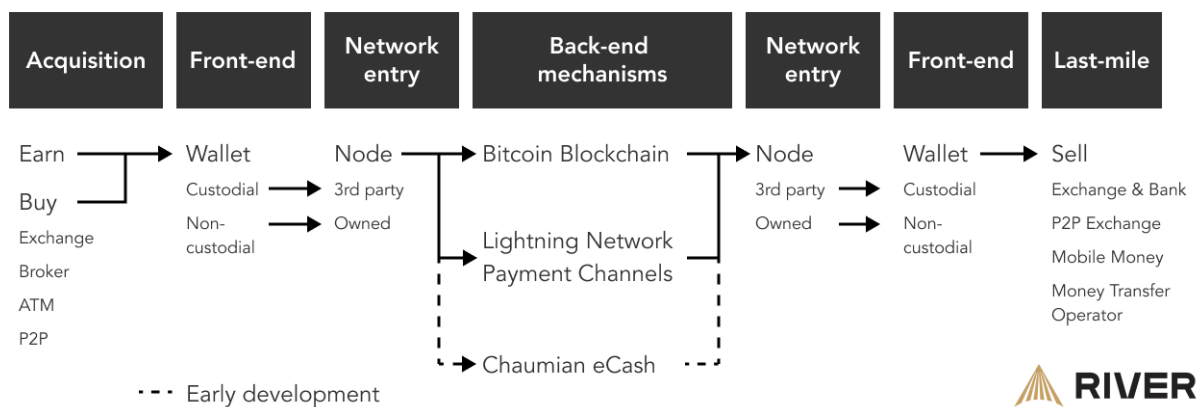 Acquisition
Front-end
Network
entry
Back-end
mechanisms
Network
entry
Front-end
Last-mile
Earn
Buy
Exchange
Broker
ATM
P2P
Wallet
Custodial
Non-
custodial
Node
3rd party
Owned
Bitcoin Blockchain
Lightning Network
Payment Channels
Chaumian eCash
Node
3rd party
Owned
Wallet
Custodial
Non-
custodial
Sell
Exchange & Bank
P2P Exchange
Mobile Money
Money Transfer
Operator
Early development
RIVER